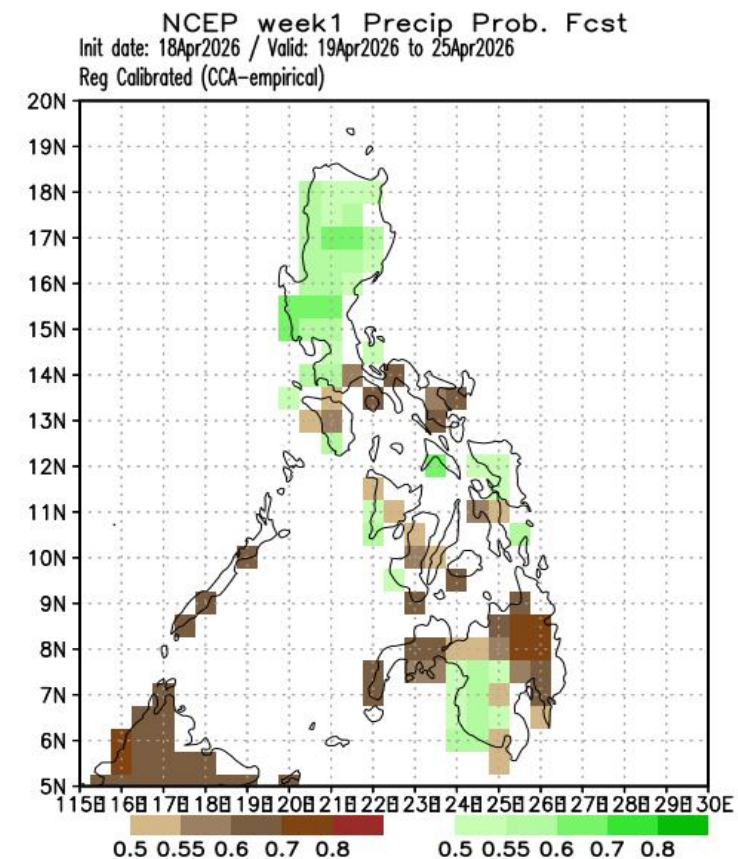 NCEP week1 Precip Prob. Fcst
Init date: 18Apr2026 / Valid: 19Apr2026 to 25Apr2026
Reg Calibrated (CCA-empirical)
20N
19N
18N
17N
16N
15N
14N
13N
12N
11N
10N
9N
8N
7N
6N
5N
115E 116E 117E 118E 119E 120E 121E 122E 123E 124E 125E 126E 127E 128E 129E 130E
0.5 0.55 0.6 0.7 0.8 0.5 0.55 0.6 0.7 0.8